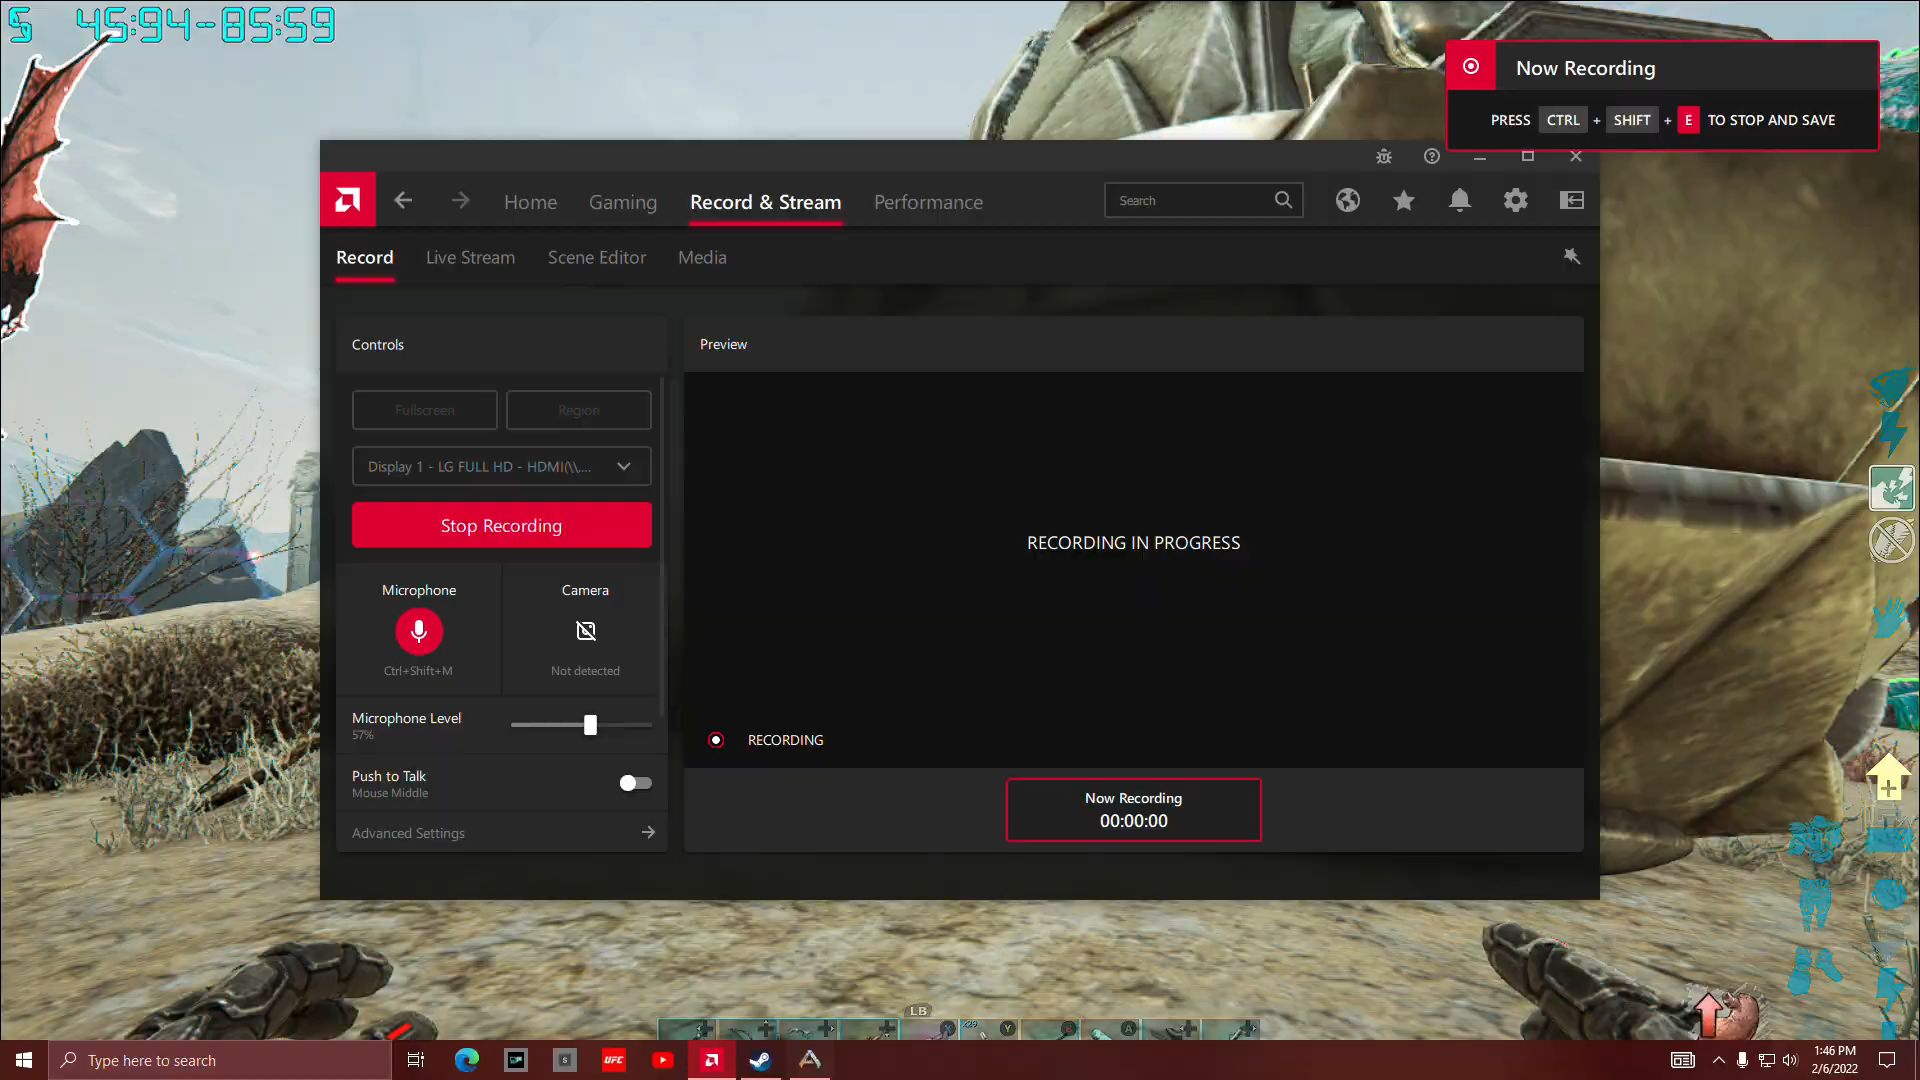 S 45:94-85:59
Now Recording
PRESS CTRL + SHIFT + E TO STOP AND SAVE
Home Gaming Record & Stream Performance Search
Record Live Stream Scene Editor Media
Controls
Preview
Fullscreen Region
Display 1 - LG FULL HD - HDMI(\\....
Stop Recording
RECORDING IN PROGRESS
Microphone Camera
Ctrl+Shift+M Not detected
Microphone Level
57%
RECORDING
Push to Talk
Mouse Middle
Now Recording
00:00:00
Advanced Settings
LB
x29 X Y B A
Type here to search
UFC
1:46 PM
2/6/2022